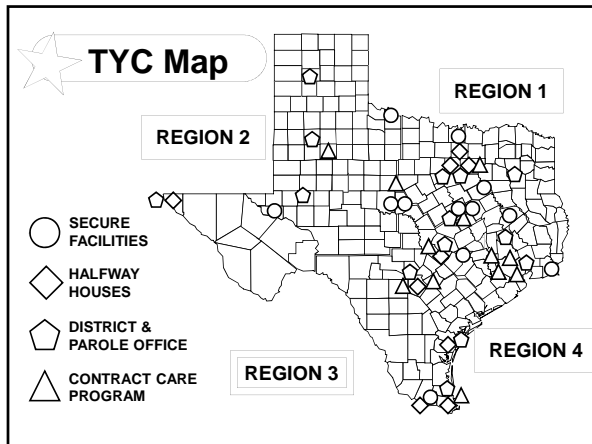 TYC Map
REGION 1
REGION 2
SECURE
FACILITIES
HALFWAY
HOUSES
DISTRICT &
PAROLE OFFICE
CONTRACT CARE
PROGRAM
REGION 3
REGION 4